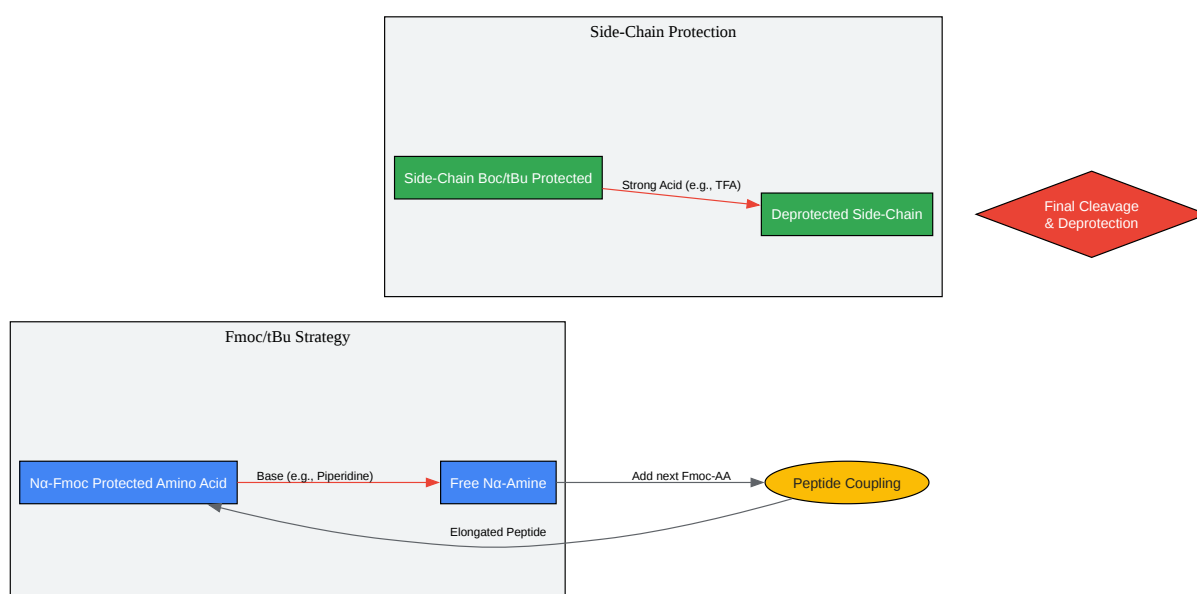 Side-Chain Protection
Side-Chain Boc/tBu Protected
Strong Acid (e.g., TFA)
Deprotected Side-Chain
Final Cleavage
& Deprotection
Fmoc/tBu Strategy
Nα-Fmoc Protected Amino Acid
Base (e.g., Piperidine)
Free Nα-Amine
Add next Fmoc-AA
Peptide Coupling
Elongated Peptide